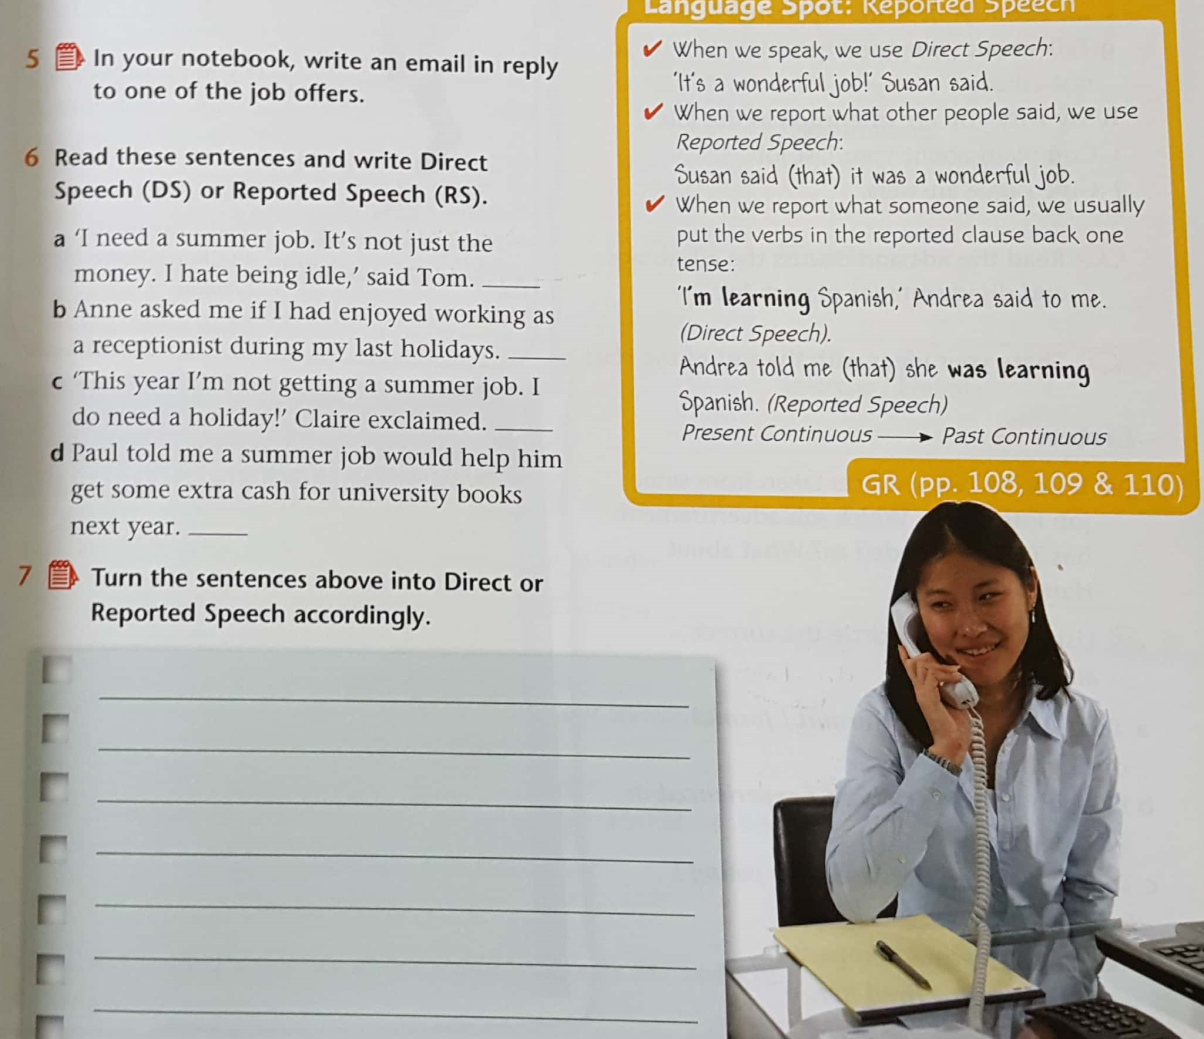 5 In your notebook, write an email in reply
to one of the job offers.
6 Read these sentences and write Direct
Speech (DS) or Reported Speech (RS).
a ‘I need a summer job. It’s not just the
money. I hate being idle,’ said Tom. _____
b Anne asked me if I had enjoyed working as
a receptionist during my last holidays. _____
c ‘This year I’m not getting a summer job. I
do need a holiday!’ Claire exclaimed. _____
d Paul told me a summer job would help him
get some extra cash for university books
next year. _____
7 Turn the sentences above into Direct or
Reported Speech accordingly.
Language Spot: Reported Speech
✔ When we speak, we use Direct Speech:
‘It’s a wonderful job!’ Susan said.
✔ When we report what other people said, we use
Reported Speech:
Susan said (that) it was a wonderful job.
✔ When we report what someone said, we usually
put the verbs in the reported clause back one
tense:
‘I’m learning Spanish,’ Andrea said to me.
(Direct Speech).
Andrea told me (that) she was learning
Spanish. (Reported Speech)
Present Continuous → Past Continuous
GR (pp. 108, 109 & 110)